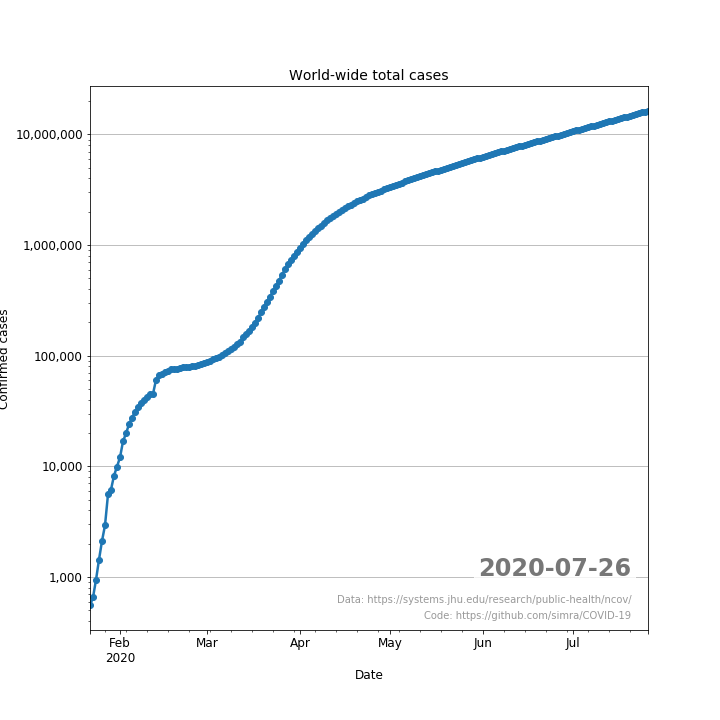 World-wide total cases
10,000,000
1,000,000
100,000
10,000
1,000
Confirmed cases
2020-07-26
Data: https://systems.jhu.edu/research/public-health/ncov/
Code: https://github.com/simra/COVID-19
Feb Mar Apr May Jun Jul
2020
Date